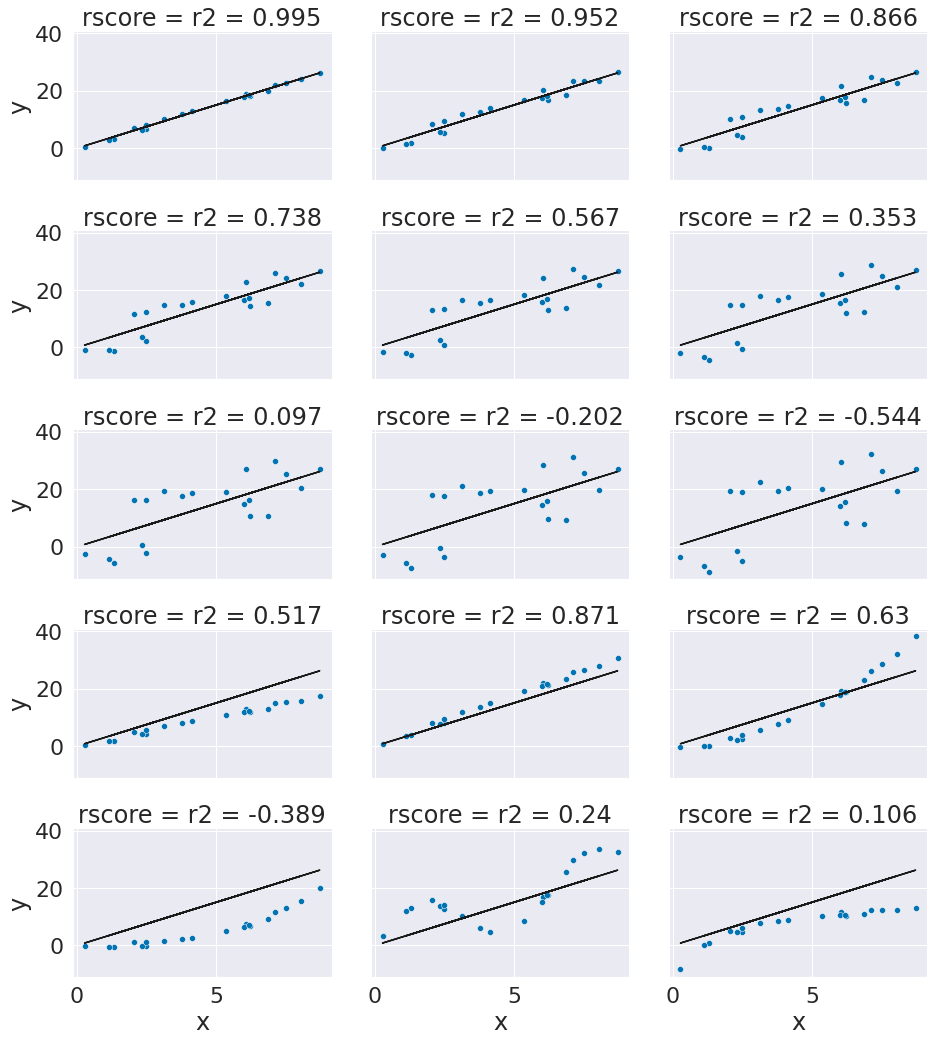 rscore = r2 = 0.995
rscore = r2 = 0.952
rscore = r2 = 0.866
40
20
0
y
rscore = r2 = 0.738
rscore = r2 = 0.567
rscore = r2 = 0.353
40
20
0
y
rscore = r2 = 0.097
rscore = r2 = -0.202
rscore = r2 = -0.544
40
20
0
y
rscore = r2 = 0.517
rscore = r2 = 0.871
rscore = r2 = 0.63
40
20
0
y
rscore = r2 = -0.389
rscore = r2 = 0.24
rscore = r2 = 0.106
40
20
0
y
0 5
0 5
0 5
x
x
x